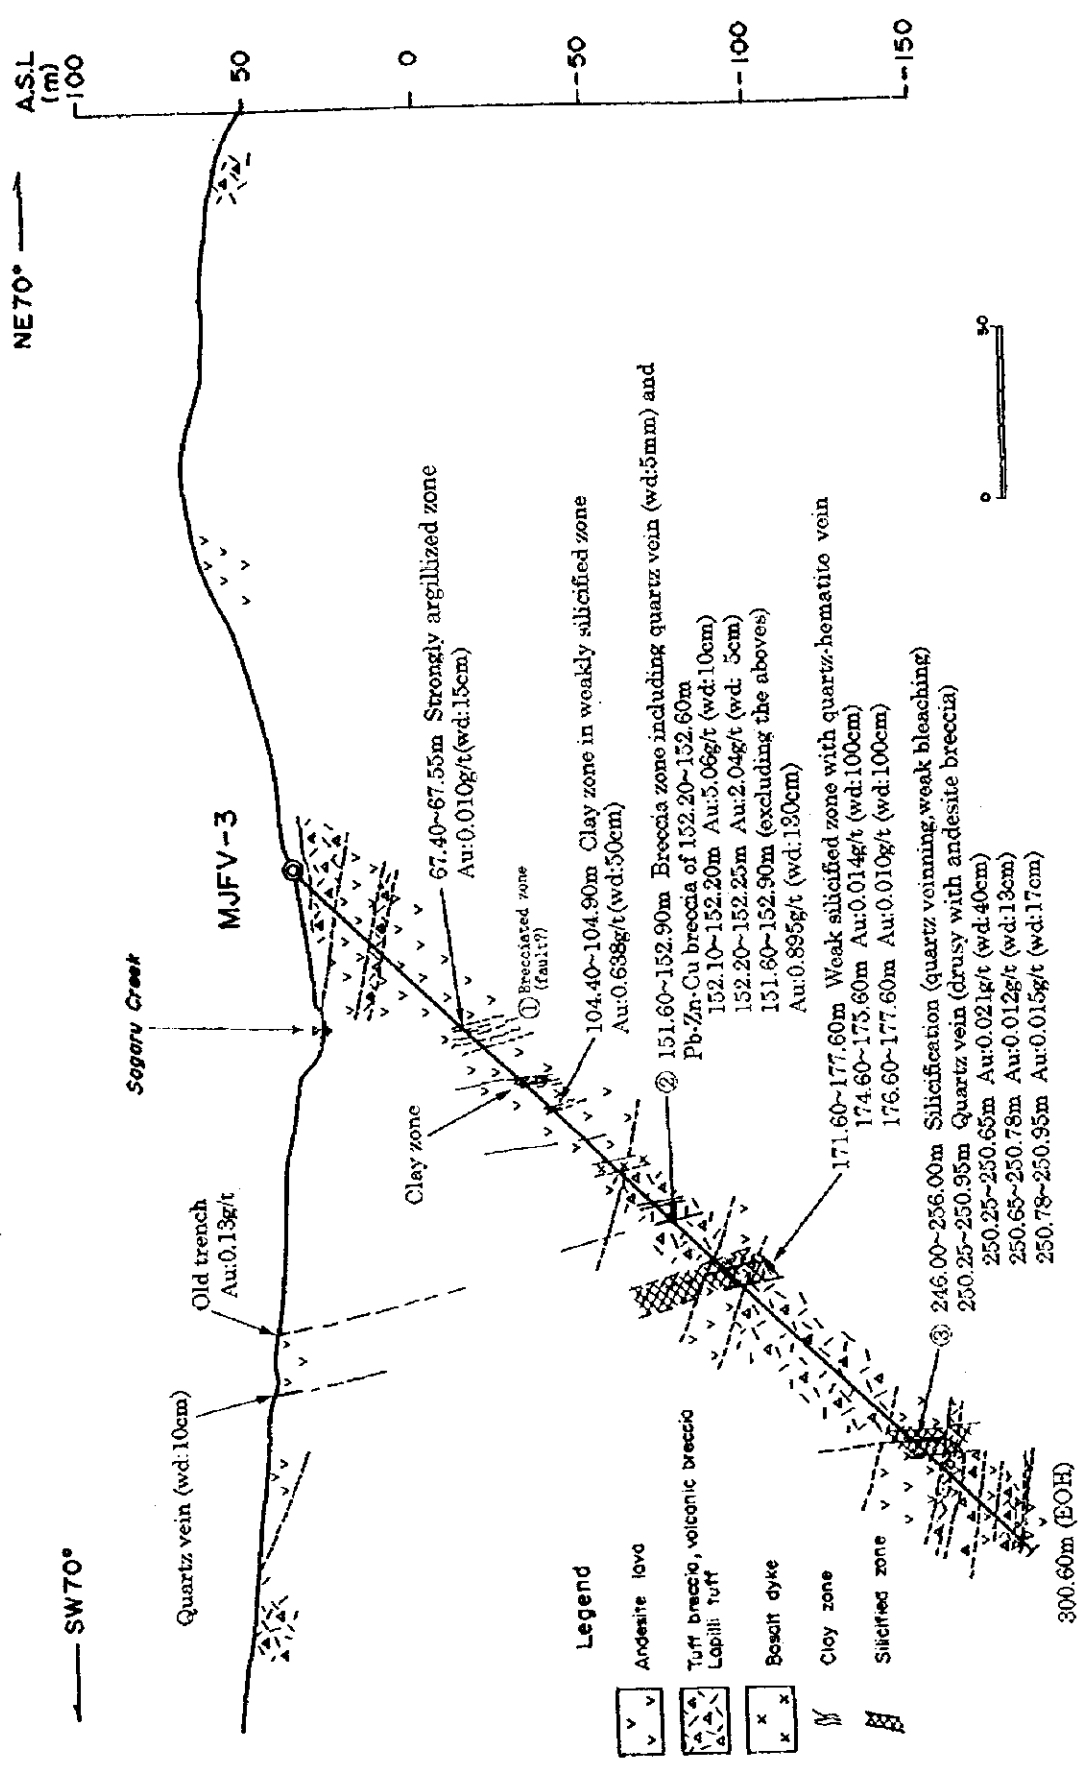 ← SW70°
NE70° →
A.S.L
(m)
100
50
0
-50
-100
-150
Quartz vein (wd:10cm)
Old trench
Au:0.13g/t
Sagaru Creek
MJFV-3
Clay zone
67.40~67.55m Strongly argillized zone
Au:0.010g/t(wd:15cm)
① Brecciated zone
(fault?)
104.40~104.90m Clay zone in weakly silicified zone
Au:0.638g/t(wd:50cm)
② 151.60~152.90m Breccia zone including quartz vein (wd:5mm) and
Pb-Zn-Cu breccia of 152.20~152.60m
152.10~152.20m Au:5.06g/t (wd:10cm)
152.20~152.25m Au:2.04g/t (wd: 5cm)
151.60~152.90m (excluding the aboves)
Au:0.895g/t (wd:130cm)
171.60~177.60m Weak silicified zone with quartz-hematite vein
174.60~175.60m Au:0.014g/t (wd:100cm)
176.60~177.60m Au:0.010g/t (wd:100cm)
③ 246.00~256.00m Silicification (quartz veinning,weak bleaching)
250.25~250.95m Quartz vein (drusy with andesite breccia)
250.25~250.65m Au:0.021g/t (wd:40cm)
250.65~250.78m Au:0.012g/t (wd:13cm)
250.78~250.95m Au:0.015g/t (wd:17cm)
300.60m (EOH)
0 50
Legend
Andesite lava
Tuff breccia, volcanic breccia
Lapilli tuff
Basalt dyke
Clay zone
Silicified zone